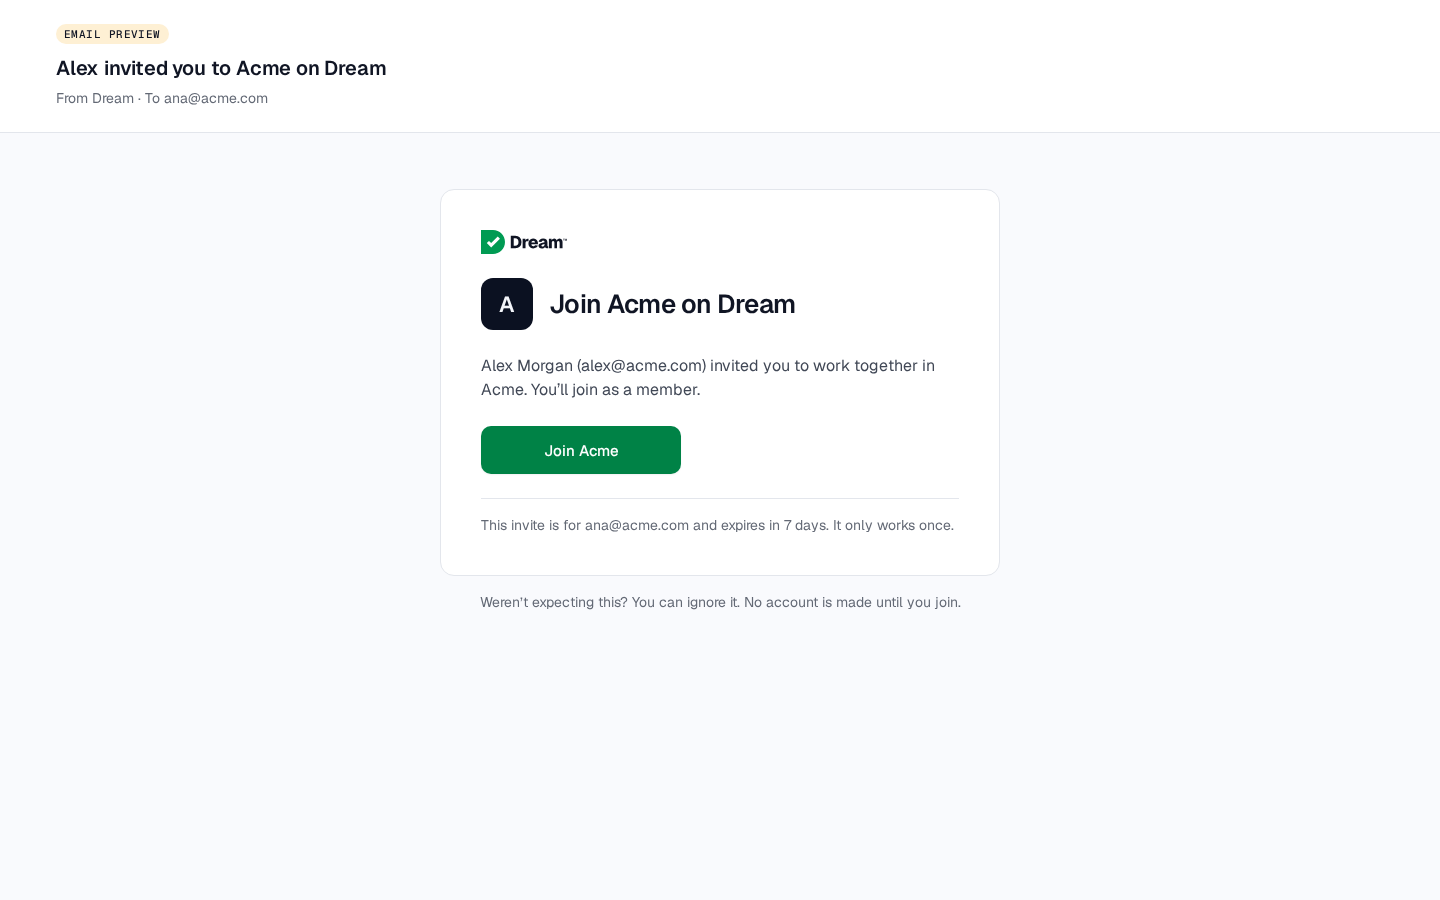 EMAIL PREVIEW
Alex invited you to Acme on Dream
From Dream · To ana@acme.com
Dream™
A
Join Acme on Dream
Alex Morgan (alex@acme.com) invited you to work together in
Acme. You’ll join as a member.
Join Acme
This invite is for ana@acme.com and expires in 7 days. It only works once.
Weren’t expecting this? You can ignore it. No account is made until you join.